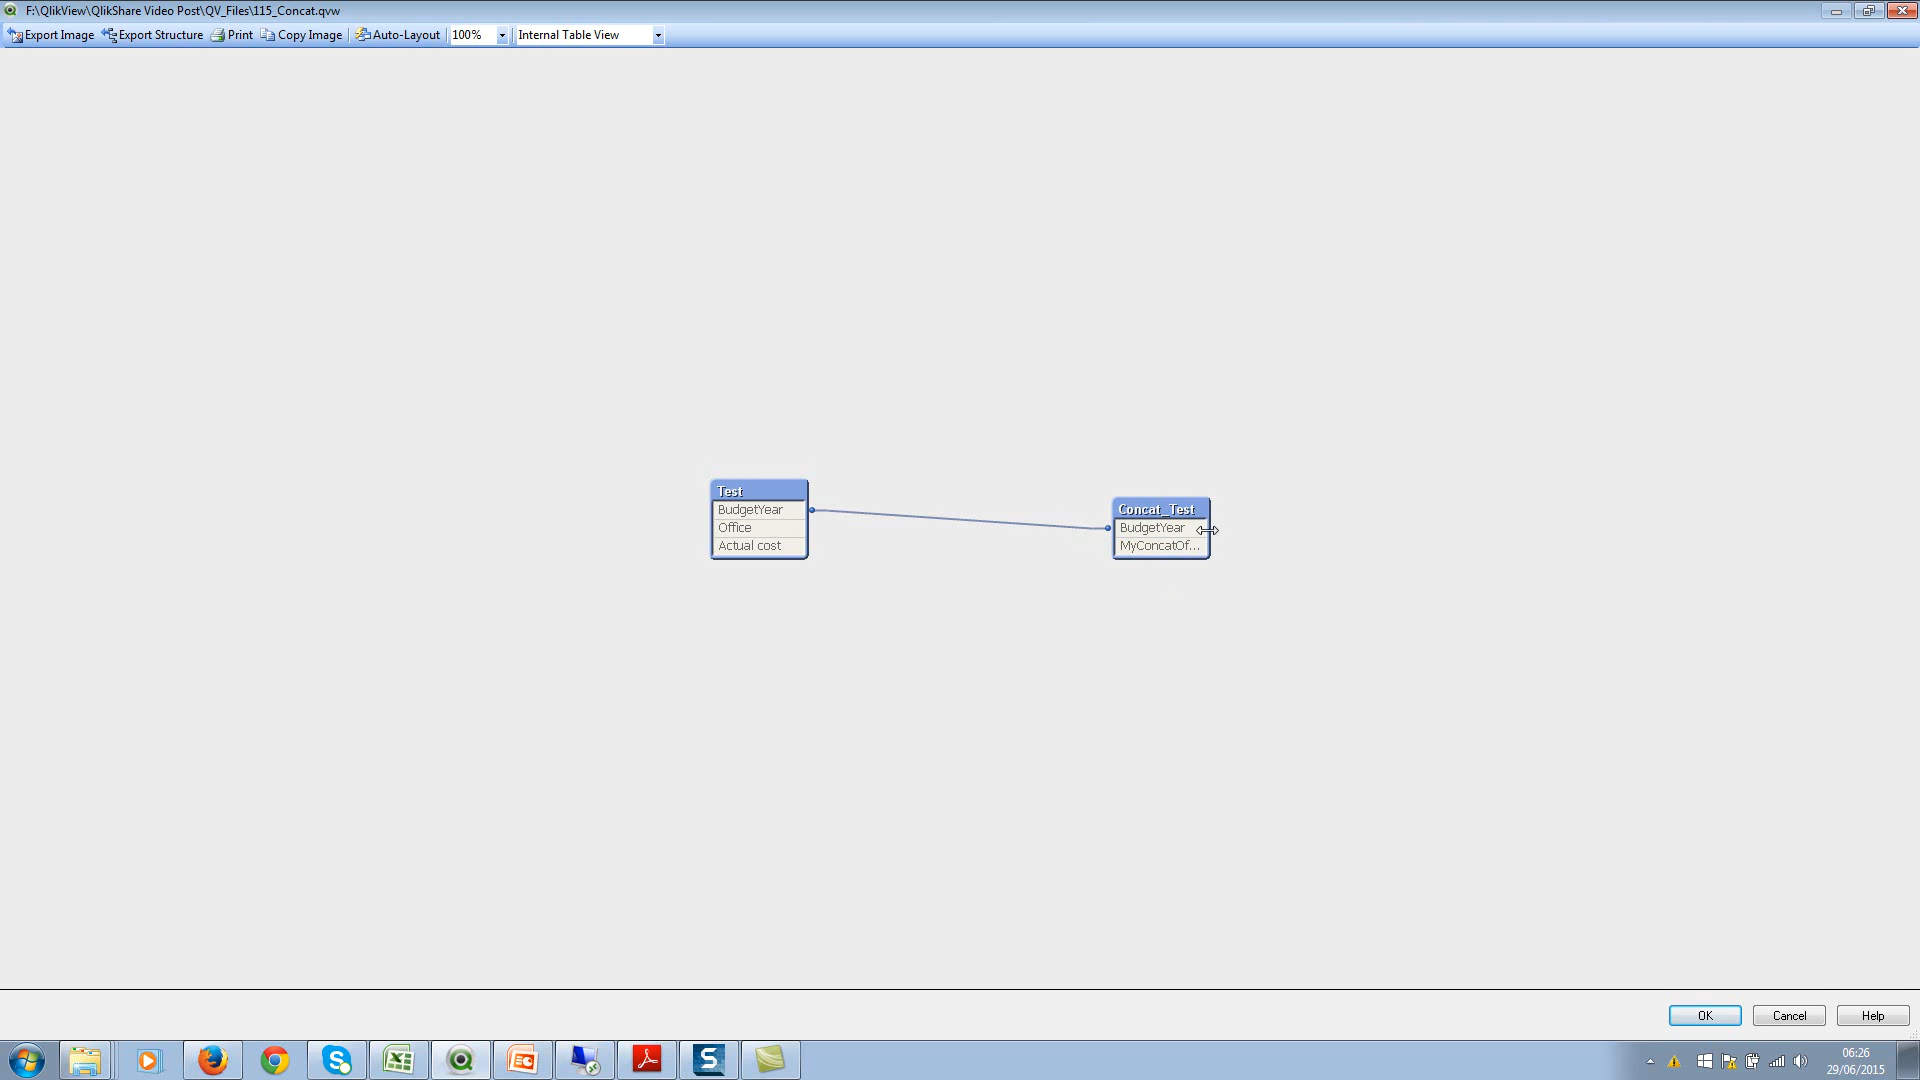 F:\QlikView\QlikShare Video Post\QV_Files\115_Concat.qvw
Export Image Export Structure Print Copy Image Auto-Layout 100% Internal Table View
Test
BudgetYear
Office
Actual cost
Concat_Test
BudgetYear
MyConcatOf...
OK Cancel Help
S S
06:26
29/06/2015